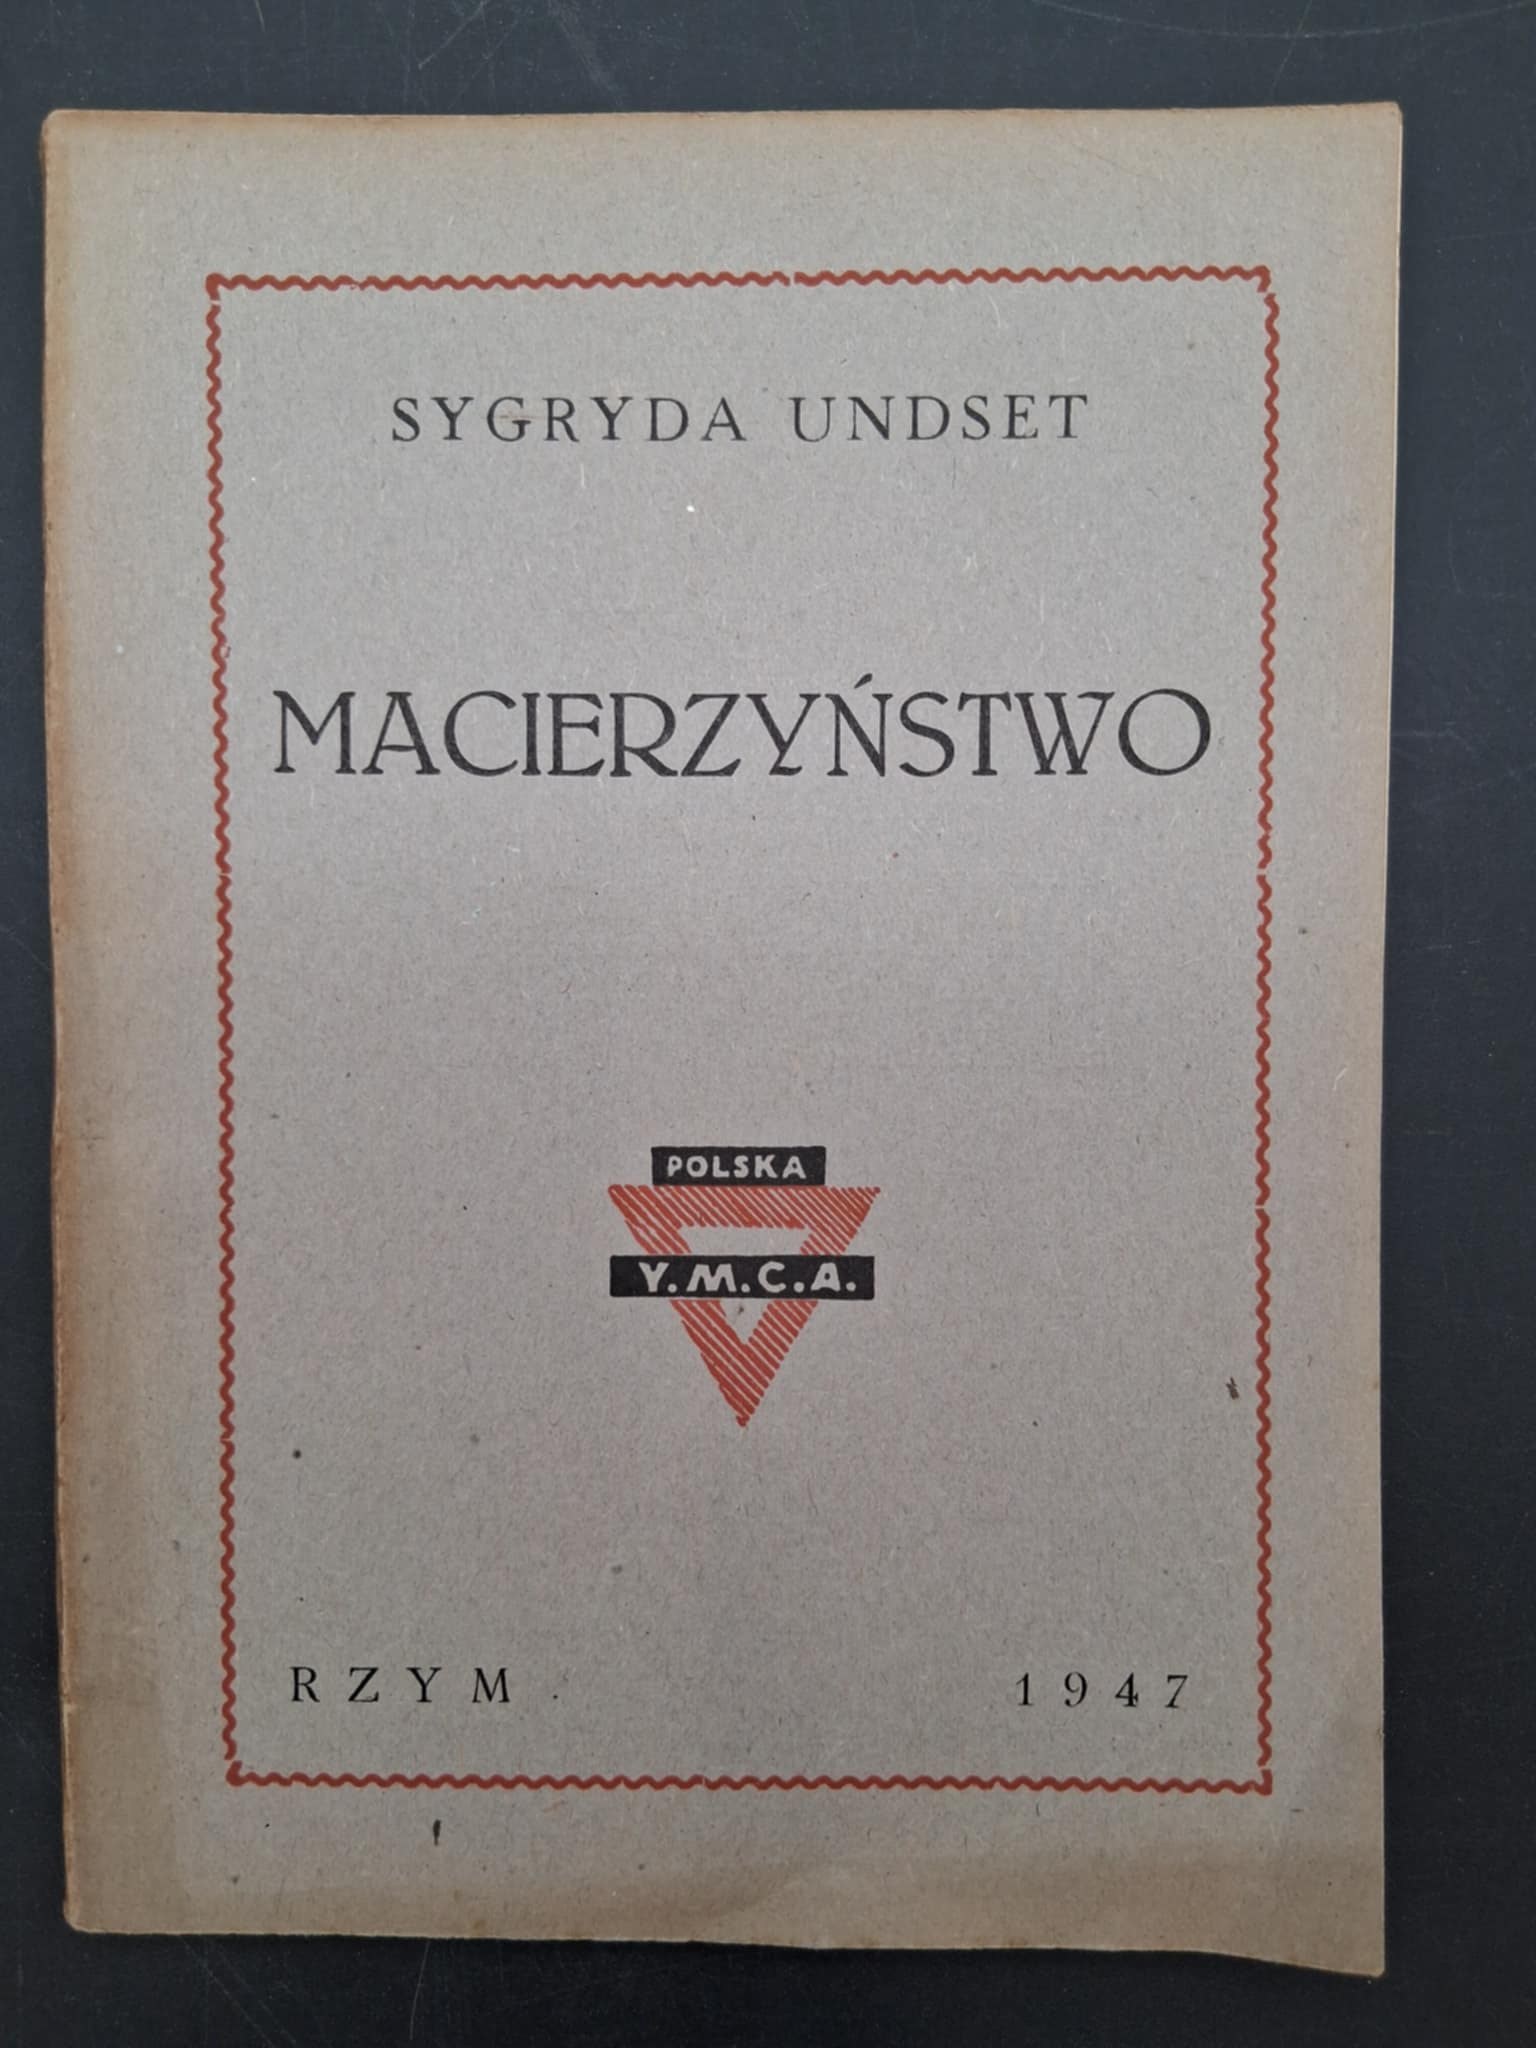 SYGRYDA UNDSET
MACIERZYŃSTWO
POLSKA
Y.M.C.A.
RZYM
1947